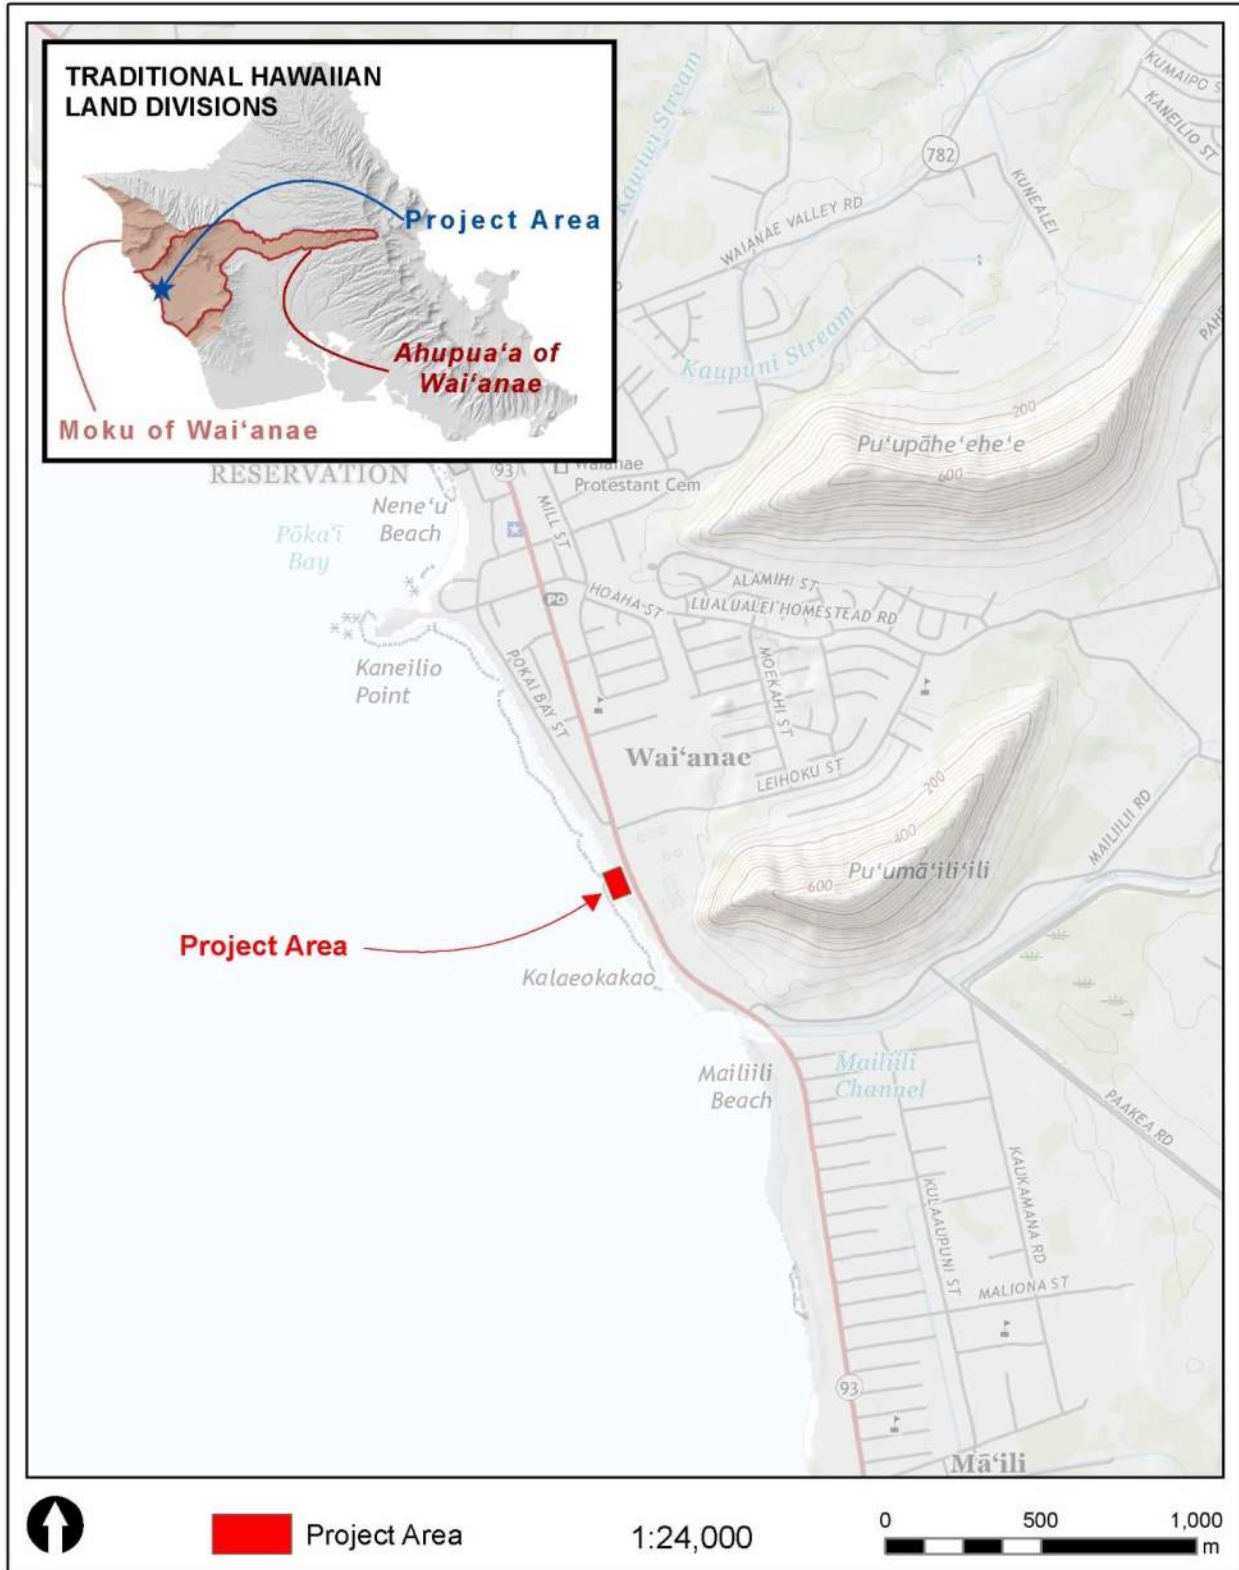 TRADITIONAL HAWAIIAN
LAND DIVISIONS
Project Area
Ahupuaʻa of
Waiʻanae
Moku of Waiʻanae
Kawiwi Stream
KUMAIPO S
KANEILIO ST
782
KUNEALEI
WAIANAE VALLEY RD
Kaupuni Stream
PAHE
200
Puʻupāheʻeheʻe
600
RESERVATION
93
Waianae
Protestant Cem
Neneʻu
Beach
MILL ST
Pōkaʻī
Bay
ALAMIHI ST
PO
HOAHA ST
LUALUALEI HOMESTEAD RD
Kaneilio
Point
POKAI BAY ST
MOEKAHI ST
Waiʻanae
LEIHOKU ST
200
400
MAILIILII RD
Puʻumāʻiliʻili
600
Project Area
Kalaeokakao
Mailiili
Beach
Mailiili
Channel
PAAKEA RD
KULAAUPUNI ST
KAUKAMANA RD
MALIONA ST
93
Māʻili
Project Area
1:24,000
0 500 1,000
m